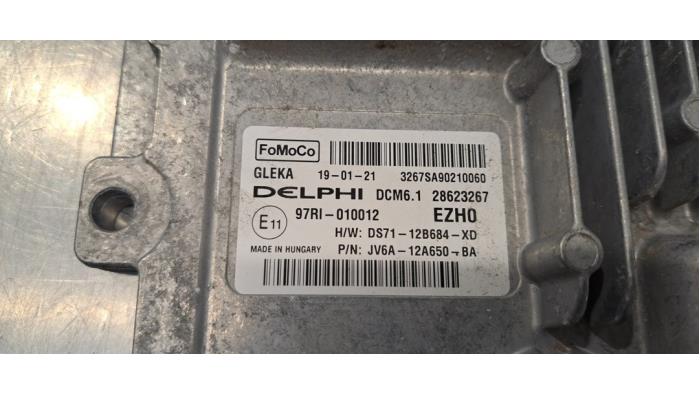 FoMoCo
GLEKA 19-01-21 3267SA90210060
DELPHI DCM6.1 28623267
E11 97RI-010012 EZHO
H/W: DS71-12B684-XD
MADE IN HUNGARY P/N: JV6A-12A650-BA